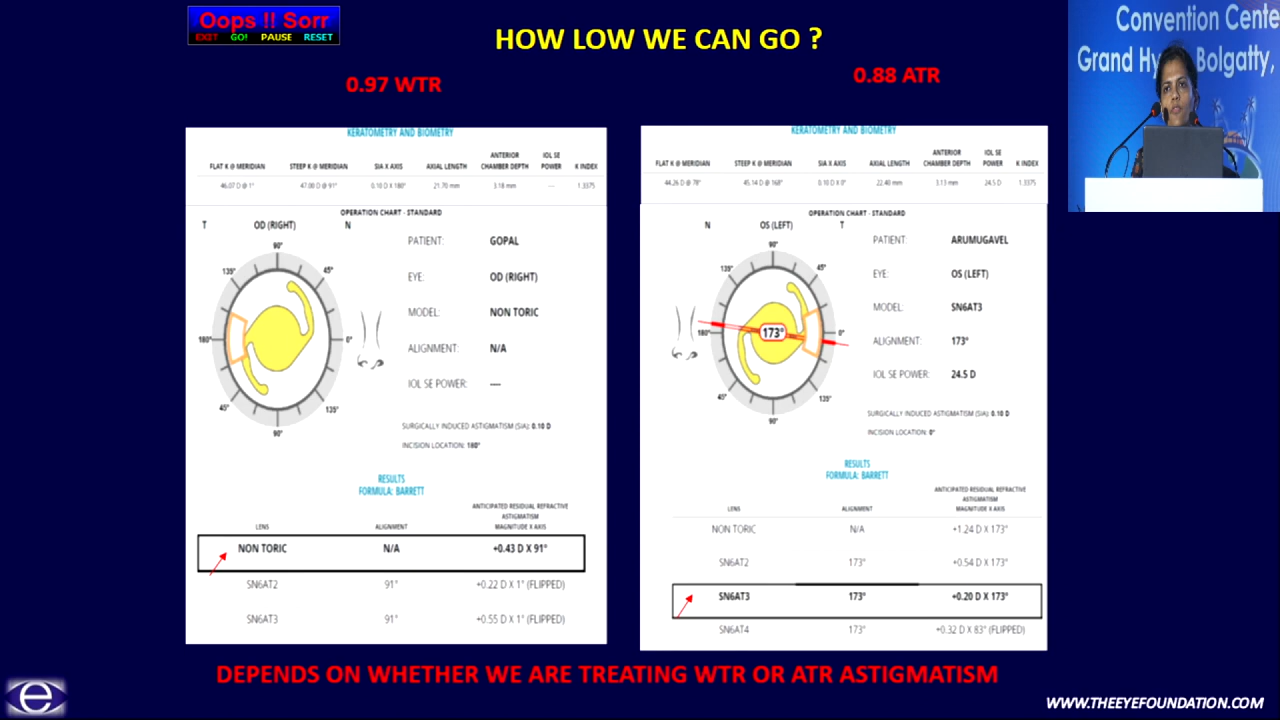 Oops !! Sorr
EXIT GO! PAUSE RESET
HOW LOW WE CAN GO ?
Convention Cente
Grand Hy Bolgatty,
0.97 WTR
KERATOMETRY AND BIOMETRY
FLAT K @ MERIDIAN STEEP K @ MERIDIAN SIA X AXIS AXIAL LENGTH ANTERIOR CHAMBER DEPTH IOL SE POWER K INDEX
46.07 D @ 1° 47.00 D @ 91° 0.10 D X 180° 21.70 mm 3.18 mm --- 1.3375
OPERATION CHART - STANDARD
T OD (RIGHT) N
90°
135° 45°
180° 0°
45° 135°
90°
PATIENT: GOPAL
EYE: OD (RIGHT)
MODEL: NON TORIC
ALIGNMENT: N/A
IOL SE POWER: ---
SURGICALLY INDUCED ASTIGMATISM (SIA): 0.10 D
INCISION LOCATION: 180°
RESULTS
FORMULA: BARRETT
LENS ALIGNMENT ANTICIPATED RESIDUAL REFRACTIVE ASTIGMATISM MAGNITUDE X AXIS
NON TORIC N/A +0.43 D X 91°
SN6AT2 91° +0.22 D X 1° (FLIPPED)
SN6AT3 91° +0.55 D X 1° (FLIPPED)
0.88 ATR
KERATOMETRY AND BIOMETRY
FLAT K @ MERIDIAN STEEP K @ MERIDIAN SIA X AXIS AXIAL LENGTH ANTERIOR CHAMBER DEPTH IOL SE POWER K INDEX
44.26 D @ 78° 45.14 D @ 168° 0.10 D X 0° 22.40 mm 3.13 mm 24.5 D 1.3375
OPERATION CHART - STANDARD
N OS (LEFT) T
90°
135° 45°
180° 173° 0°
45° 135°
90°
PATIENT: ARUMUGAVEL
EYE: OS (LEFT)
MODEL: SN6AT3
ALIGNMENT: 173°
IOL SE POWER: 24.5 D
SURGICALLY INDUCED ASTIGMATISM (SIA): 0.10 D
INCISION LOCATION: 0°
RESULTS
FORMULA: BARRETT
LENS ALIGNMENT ANTICIPATED RESIDUAL REFRACTIVE ASTIGMATISM MAGNITUDE X AXIS
NON TORIC N/A +1.24 D X 173°
SN6AT2 173° +0.54 D X 173°
SN6AT3 173° +0.20 D X 173°
SN6AT4 173° +0.32 D X 83° (FLIPPED)
DEPENDS ON WHETHER WE ARE TREATING WTR OR ATR ASTIGMATISM
e
WWW.THEEYEFOUNDATION.COM